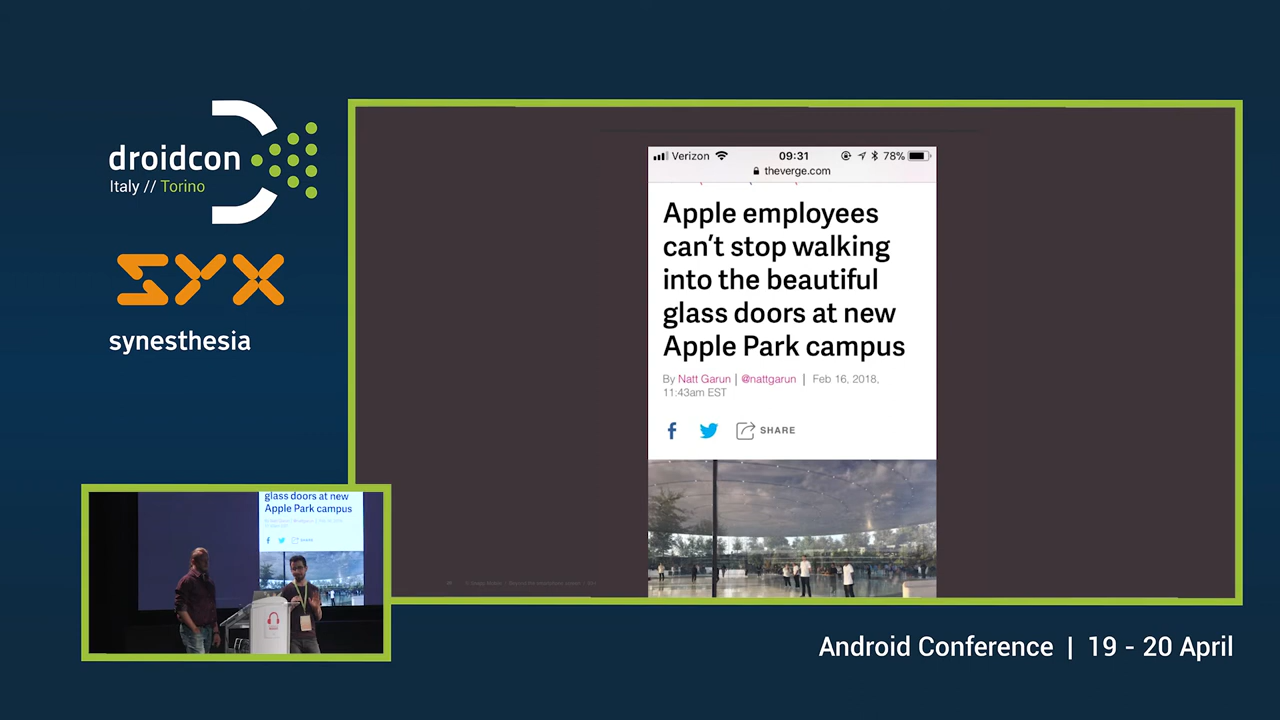 droidcon
Italy // Torino
SYX
synesthesia
Verizon 09:31 78%
theverge.com
Apple employees
can't stop walking
into the beautiful
glass doors at new
Apple Park campus
By Natt Garun | @nattgarun | Feb 16, 2018,
11:43am EST
SHARE
glass doors at new
Apple Park campus
SHARE
Android Conference | 19 - 20 April